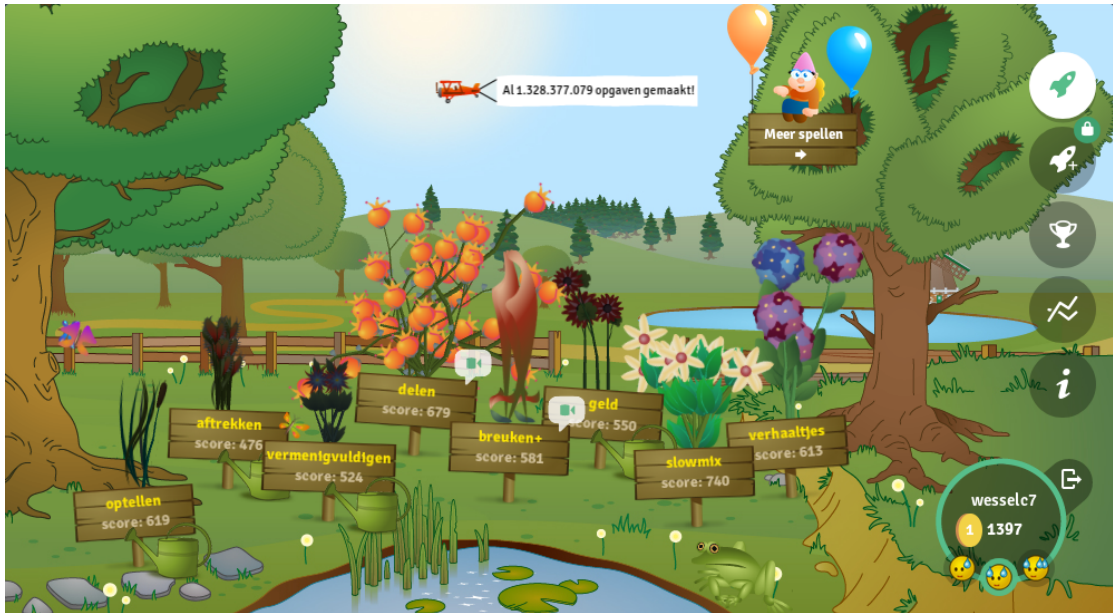 Al 1.328.377.079 opgaven gemaakt!
Meer spellen
delen
score: 679
geld
score: 550
aftrekken
score: 476
breuken+
score: 581
verhaaltjes
score: 613
vermenigvuldigen
score: 524
slowmix
score: 740
optellen
score: 619
wesselc7
1 1397